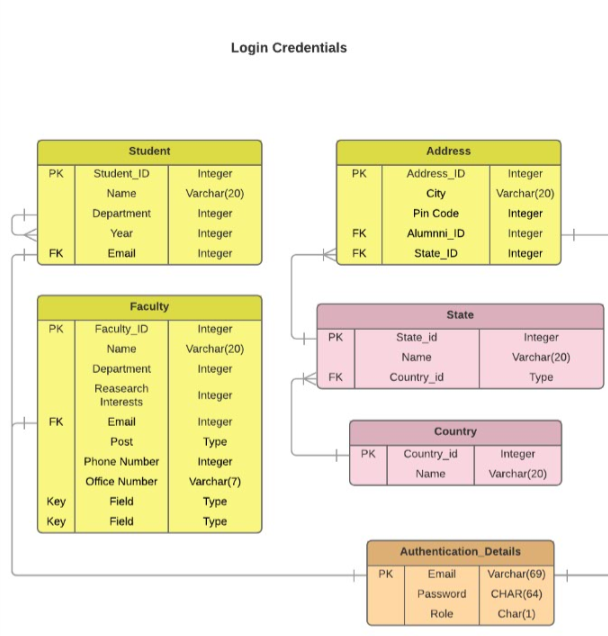 Login Credentials
Student
PK Student_ID Integer
Name Varchar(20)
Department Integer
Year Integer
FK Email Integer
Address
PK Address_ID Integer
City Varchar(20)
Pin Code Integer
FK Alumnni_ID Integer
FK State_ID Integer
Faculty
PK Faculty_ID Integer
Name Varchar(20)
Department Integer
Reasearch
Interests Integer
FK Email Integer
Post Type
Phone Number Integer
Office Number Varchar(7)
Key Field Type
Key Field Type
State
PK State_id Integer
Name Varchar(20)
FK Country_id Type
Country
PK Country_id Integer
Name Varchar(20)
Authentication_Details
PK Email Varchar(69)
Password CHAR(64)
Role Char(1)